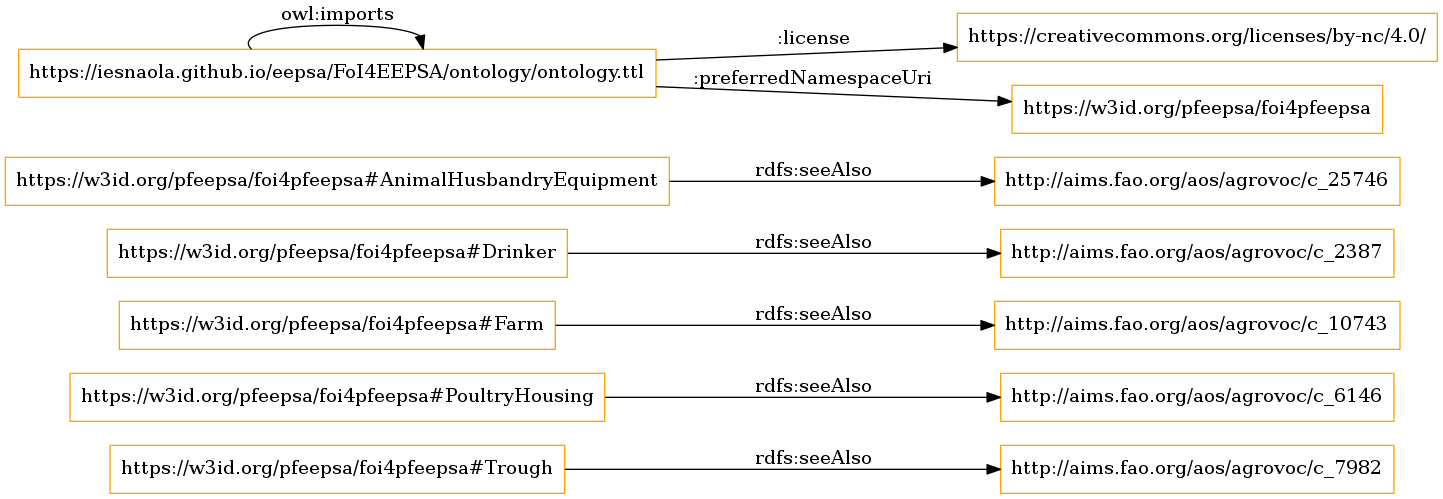 owl:imports
https://iesnaola.github.io/eepsa/FoI4EEPSA/ontology/ontology.ttl
:license
https://creativecommons.org/licenses/by-nc/4.0/
:preferredNamespaceUri
https://w3id.org/pfeepsa/foi4pfeepsa
https://w3id.org/pfeepsa/foi4pfeepsa#AnimalHusbandryEquipment
rdfs:seeAlso
http://aims.fao.org/aos/agrovoc/c_25746
https://w3id.org/pfeepsa/foi4pfeepsa#Drinker
rdfs:seeAlso
http://aims.fao.org/aos/agrovoc/c_2387
https://w3id.org/pfeepsa/foi4pfeepsa#Farm
rdfs:seeAlso
http://aims.fao.org/aos/agrovoc/c_10743
https://w3id.org/pfeepsa/foi4pfeepsa#PoultryHousing
rdfs:seeAlso
http://aims.fao.org/aos/agrovoc/c_6146
https://w3id.org/pfeepsa/foi4pfeepsa#Trough
rdfs:seeAlso
http://aims.fao.org/aos/agrovoc/c_7982